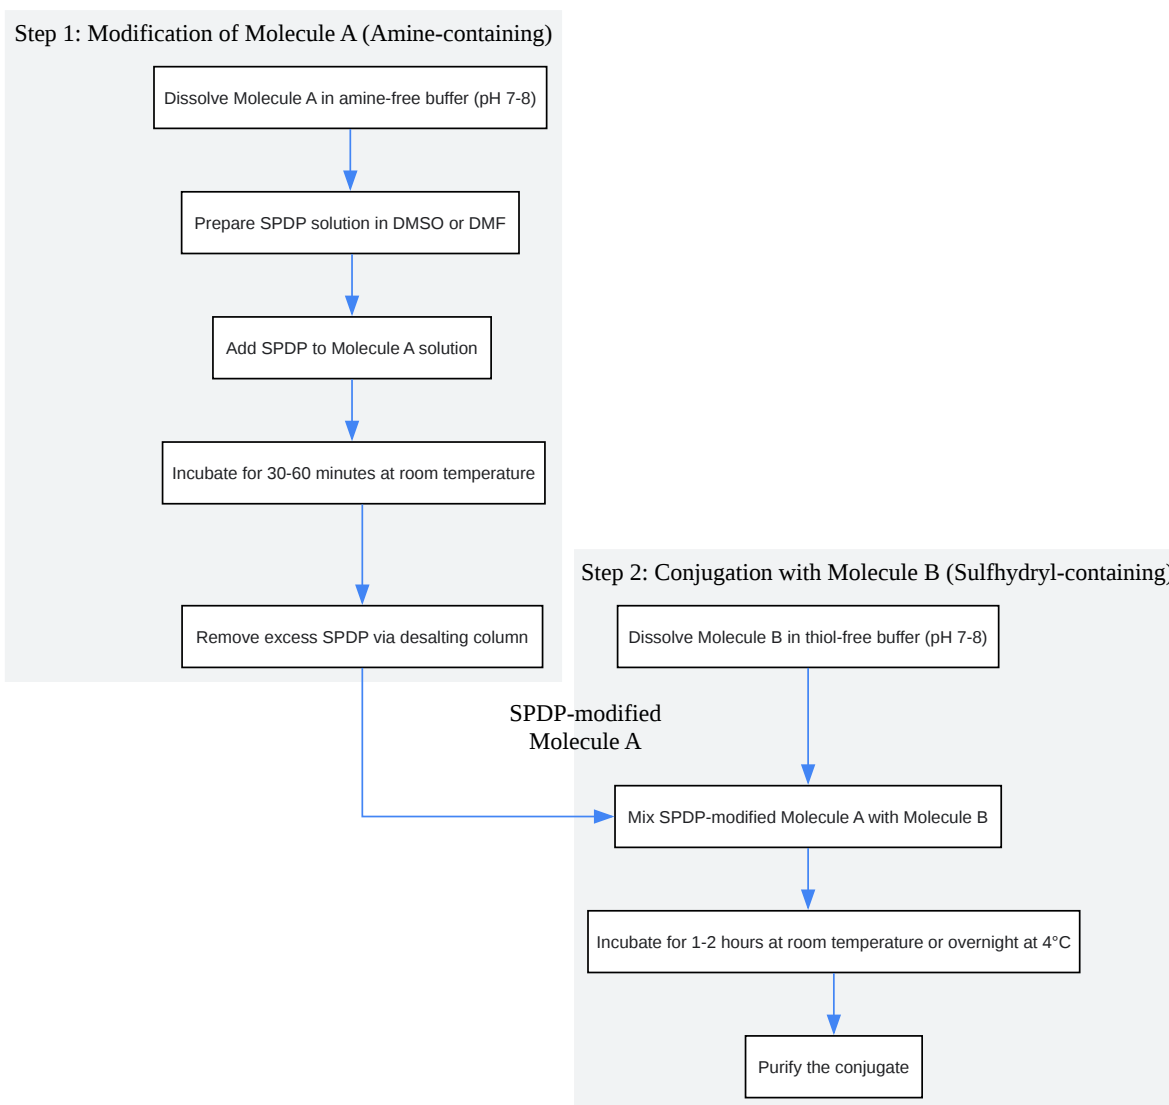 Step 1: Modification of Molecule A (Amine-containing)
Dissolve Molecule A in amine-free buffer (pH 7-8)
Prepare SPDP solution in DMSO or DMF
Add SPDP to Molecule A solution
Incubate for 30-60 minutes at room temperature
Remove excess SPDP via desalting column
SPDP-modified
Molecule A
Step 2: Conjugation with Molecule B (Sulfhydryl-containing)
Dissolve Molecule B in thiol-free buffer (pH 7-8)
Mix SPDP-modified Molecule A with Molecule B
Incubate for 1-2 hours at room temperature or overnight at 4°C
Purify the conjugate